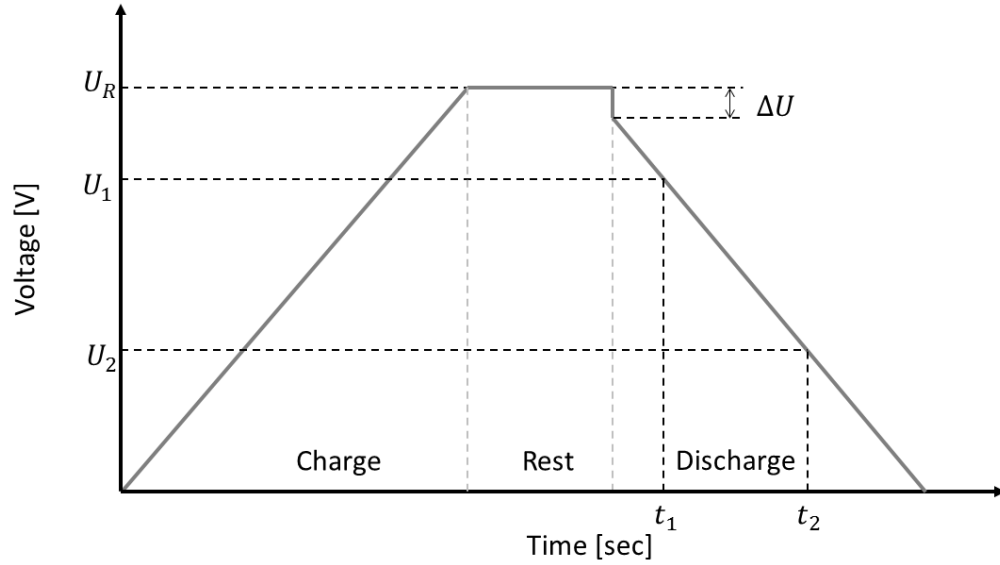 U_R
ΔU
U_1
Voltage [V]
U_2
Charge Rest Discharge
t_1 t_2
Time [sec]